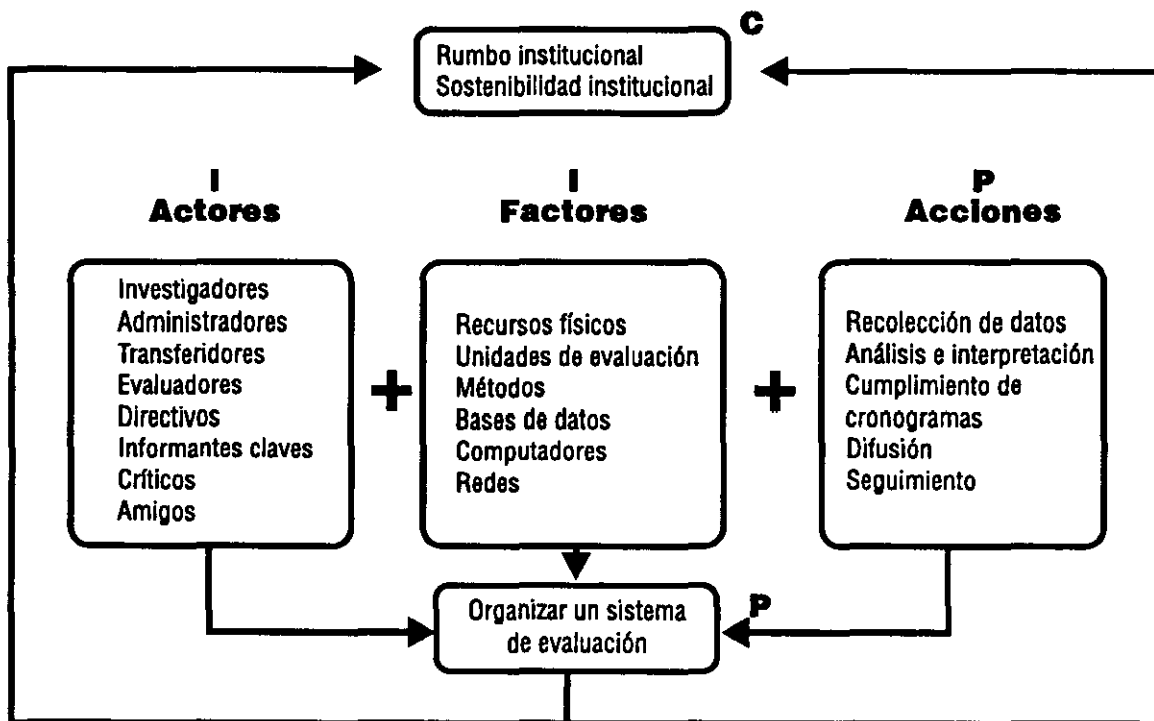 C
Rumbo institucional
Sostenibilidad institucional
I
Actores
Investigadores
Administradores
Transferidores
Evaluadores
Directivos
Informantes claves
Críticos
Amigos
+
I
Factores
Recursos físicos
Unidades de evaluación
Métodos
Bases de datos
Computadores
Redes
+
P
Acciones
Recolección de datos
Análisis e interpretación
Cumplimiento de
cronogramas
Difusión
Seguimiento
P
Organizar un sistema
de evaluación